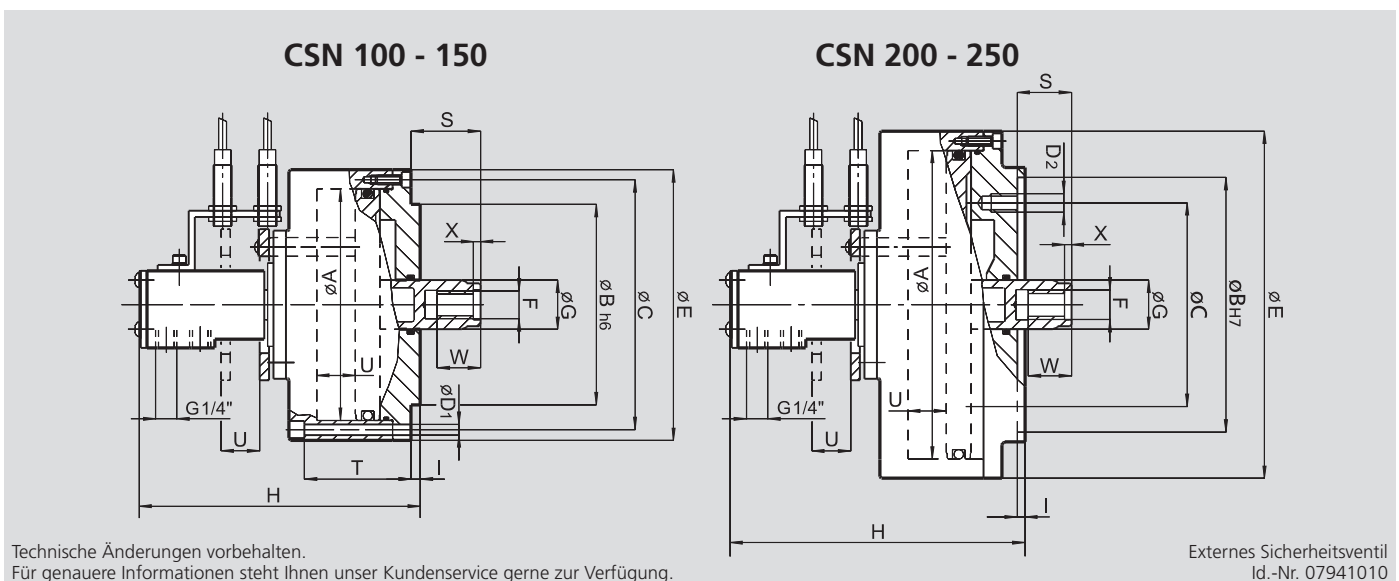 CSN 100 - 150
CSN 200 - 250
S
X
F
øG
W
øA
U
øB h6
øC
øE
øD1
G1/4"
U
T
I
H
S
D2
X
F
øG
W
øA
U
øC
øBH7
øE
G1/4"
U
I
H
Technische Änderungen vorbehalten.
Für genauere Informationen steht Ihnen unser Kundenservice gerne zur Verfügung.
Externes Sicherheitsventil
Id.-Nr. 07941010